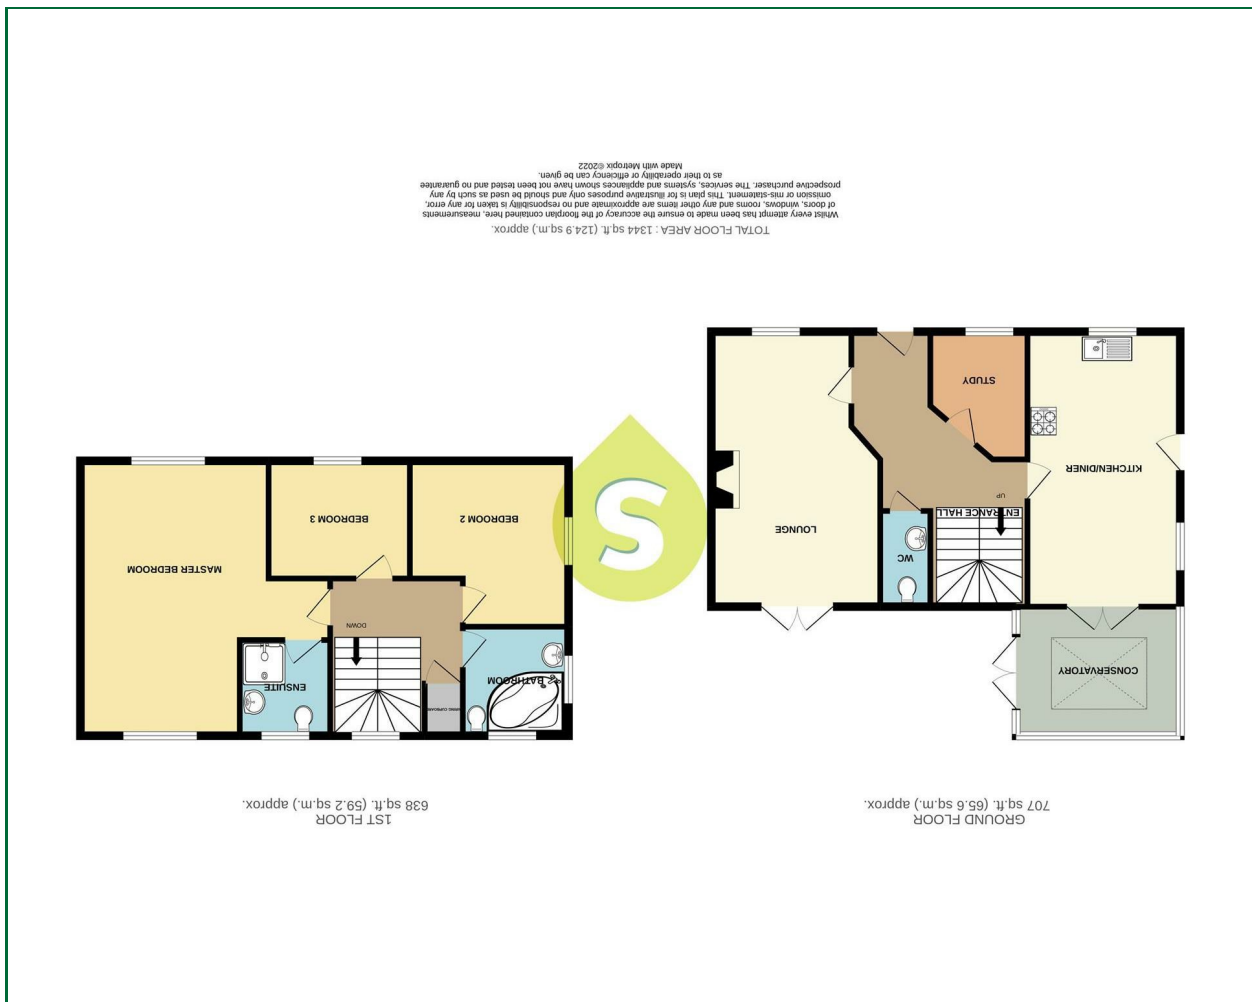 GROUND FLOOR
707 sq.ft. (65.6 sq.m.) approx.
CONSERVATORY
KITCHEN/DINER
UP
ENTRANCE HALL
WC
LOUNGE
STUDY
1ST FLOOR
638 sq.ft. (59.2 sq.m.) approx.
BATHROOM
ENSUITE
DOWN
MASTER BEDROOM
BEDROOM 3
BEDROOM 2
S
TOTAL FLOOR AREA : 1344 sq.ft. (124.9 sq.m.) approx.
Whilst every attempt has been made to ensure the accuracy of the floorplan contained here, measurements
of doors, windows, rooms and any other items are approximate and no responsibility is taken for any error,
omission or mis-statement. This plan is for illustrative purposes only and should be used as such by any
prospective purchaser. The services, systems and appliances shown have not been tested and no guarantee
as to their operability or efficiency can be given.
Made with Metropix ©2022